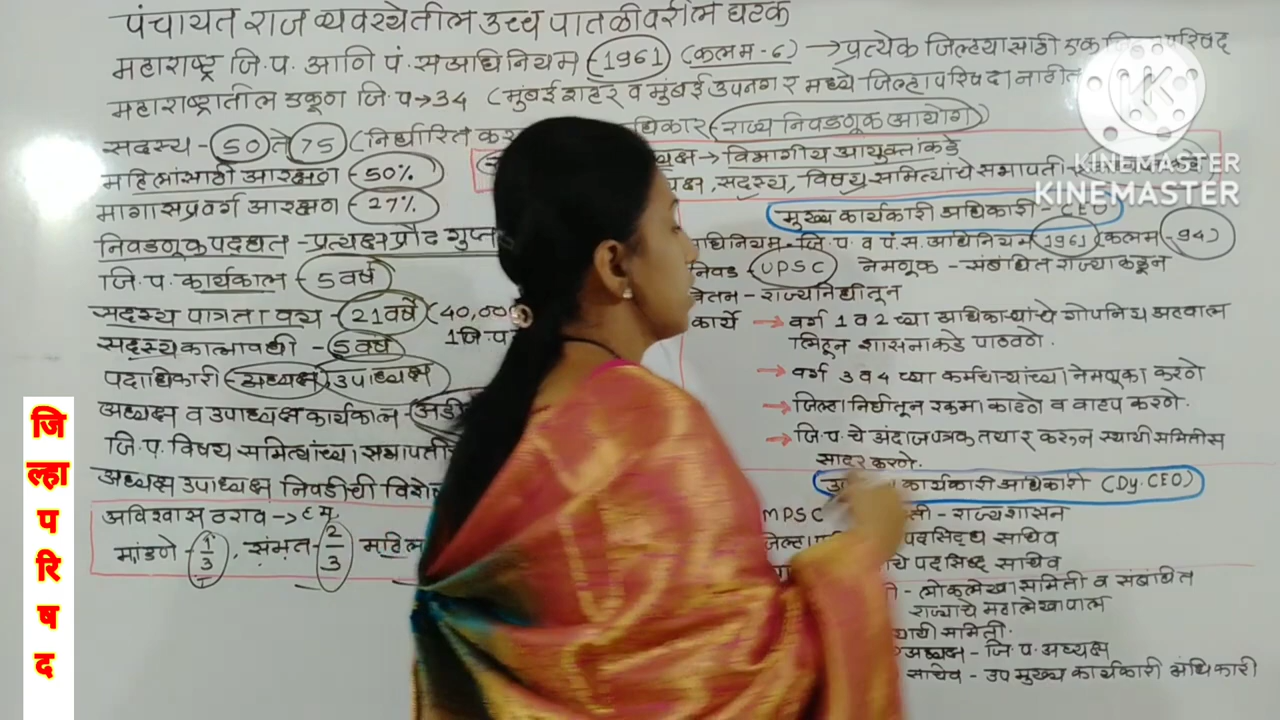 पंचायत राज व्यवस्थेतील उच्च पातळीवरील घटक
महाराष्ट्र जि.प. आणि पं.स अधिनियम - 1961 (कलम - 6) → प्रत्येक जिल्ह्यासाठी एक जिल्हा परिषद
महाराष्ट्रातील एकूण जि.प → 34 (मुंबई शहर व मुंबई उपनगर मध्ये जिल्हापरिषदा नाहीत
सदस्य - 50 ते 75 (निर्धारित अधिकार - राज्य निवडणूक आयोग)
महिलांसाठी आरक्षण - 50%
मागासप्रवर्ग आरक्षण - 27%
निवडणूक पद्धत - प्रत्यक्ष प्रौढ गुप्त
जि.प. कार्यकाल - 5 वर्षे
सदस्य पात्रता वय - 21 वर्षे (40,00
1 जि.प
सदस्य कालावधी - 5 वर्षे
पदाधिकारी - अध्यक्ष, उपाध्यक्ष
अध्यक्ष व उपाध्यक्ष कार्यकाल - अडी
जि.प. विषय समित्यांच्या सभापती
अध्यक्ष उपाध्यक्ष निवडीची विशे
अविश्वास ठराव →
मांडणे - 1/3, संमत - 2/3 महिल
→ विभागीय आयुक्तांकडे
सदस्य, विषय समित्यांचे सभापती
मुख्य कार्यकारी अधिकारी - CEO
अधिनियम - जि.प. व पं.स. अधिनियम 1961 (कलम - 94)
निवड - UPSC नेमणूक - संबंधित राज्याकडून
वेतन - राज्यनिधीतून
कार्ये → वर्ग 1 व 2 च्या अधिकाऱ्यांचे गोपनिय अहवाल
लिहून शासनाकडे पाठवणे.
→ वर्ग 3 व 4 च्या कर्मचाऱ्यांच्या नेमणूका करणे
→ जिल्हा निधीतून रकमा काढणे व वाटप करणे.
→ जि.प. चे अंदाजपत्रक तयार करून स्थायी समितीस
सादर करणे.
कार्यकारी अधिकारी (Dy. CEO)
MPSC ती - राज्यशासन
पदसिद्ध सचिव
चे पदसिद्ध सचिव
- लोकलेखा समिती व संबंधित
राज्याचे महालेखापाल
स्थायी समिती.
अध्यक्ष - जि.प. अध्यक्ष
सचिव - उप मुख्य कार्यकारी अधिकारी
जिल्हा परिषद
KINEMASTER
KINEMASTER